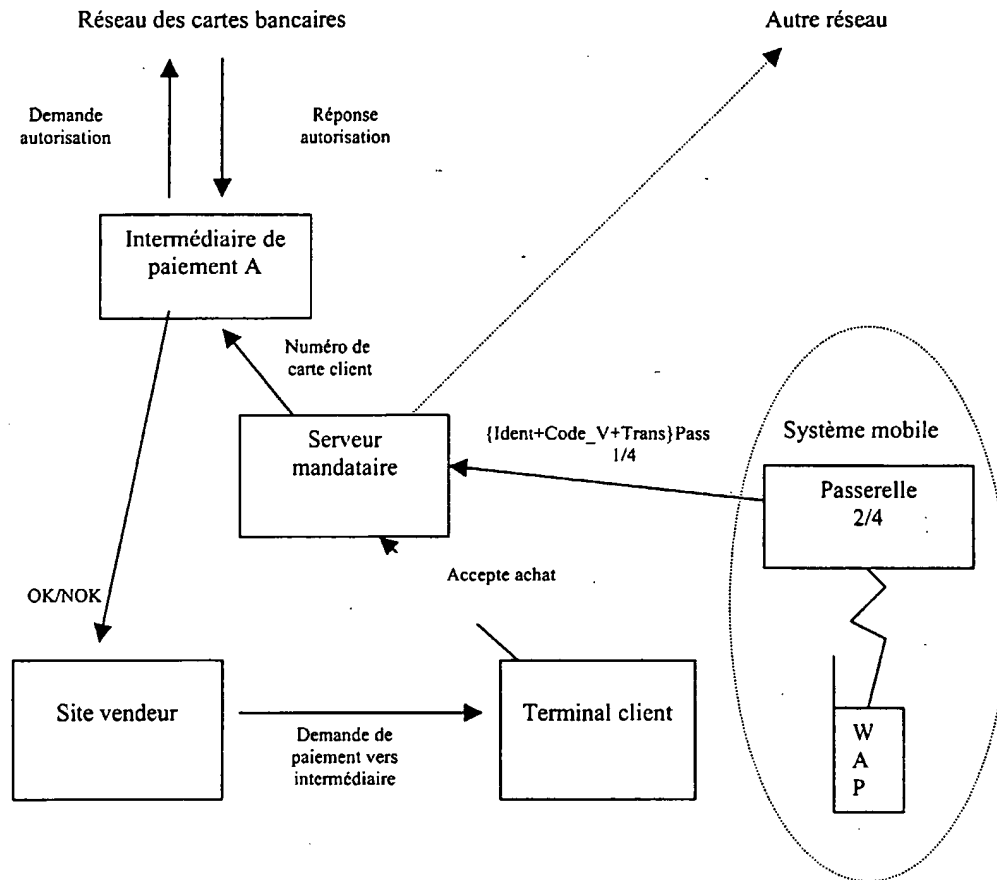 Réseau des cartes bancaires
Autre réseau
Demande
autorisation
Réponse
autorisation
Intermédiaire de
paiement A
Numéro de
carte client
Serveur
mandataire
{Ident+Code_V+Trans}Pass
1/4
Système mobile
Passerelle
2/4
Accepte achat
OK/NOK
Site vendeur
Demande de
paiement vers
intermédiaire
Terminal client
W
A
P